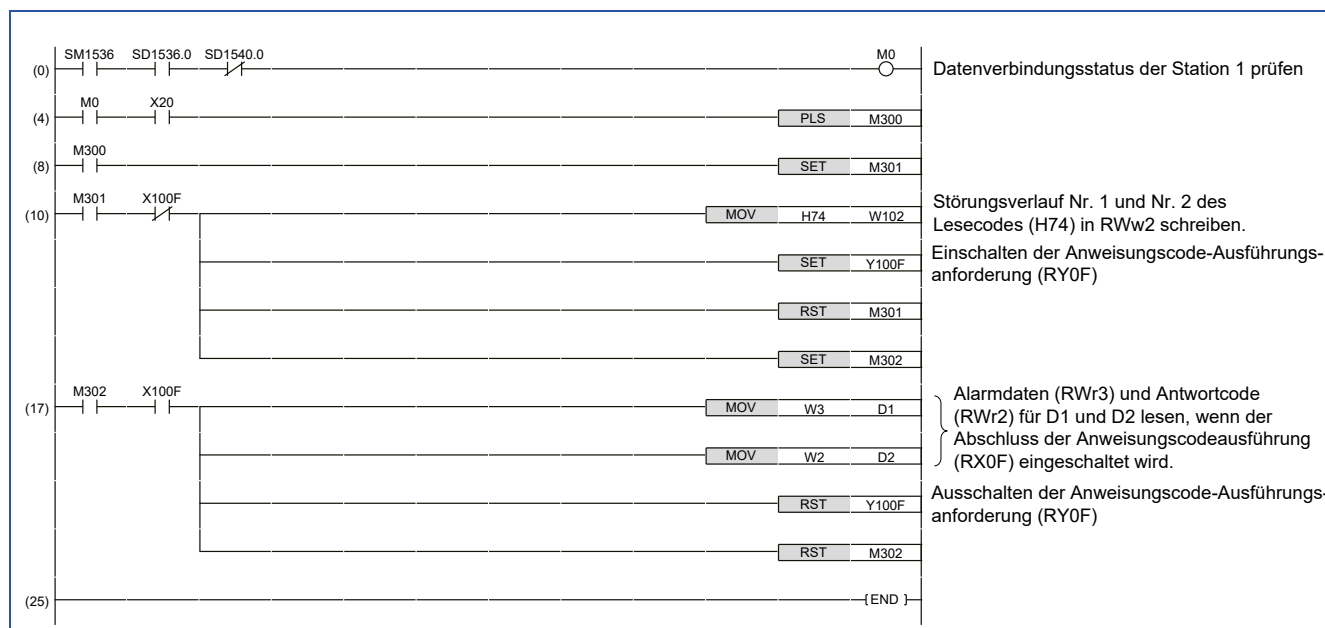 SM1536 SD1536.0 SD1540.0 M0
(0) Datenverbindungsstatus der Station 1 prüfen
M0 X20
(4) PLS M300
M300
(8) SET M301
M301 X100F
(10) MOV H74 W102
Störungsverlauf Nr. 1 und Nr. 2 des
Lesecodes (H74) in RWw2 schreiben.
SET Y100F
Einschalten der Anweisungscode-Ausführungs-
anforderung (RY0F)
RST M301
SET M302
M302 X100F
(17) MOV W3 D1
MOV W2 D2
Alarmdaten (RWr3) und Antwortcode
(RWr2) für D1 und D2 lesen, wenn der
Abschluss der Anweisungscodeausführung
(RX0F) eingeschaltet wird.
RST Y100F
Ausschalten der Anweisungscode-Ausführungs-
anforderung (RY0F)
RST M302
(25) END